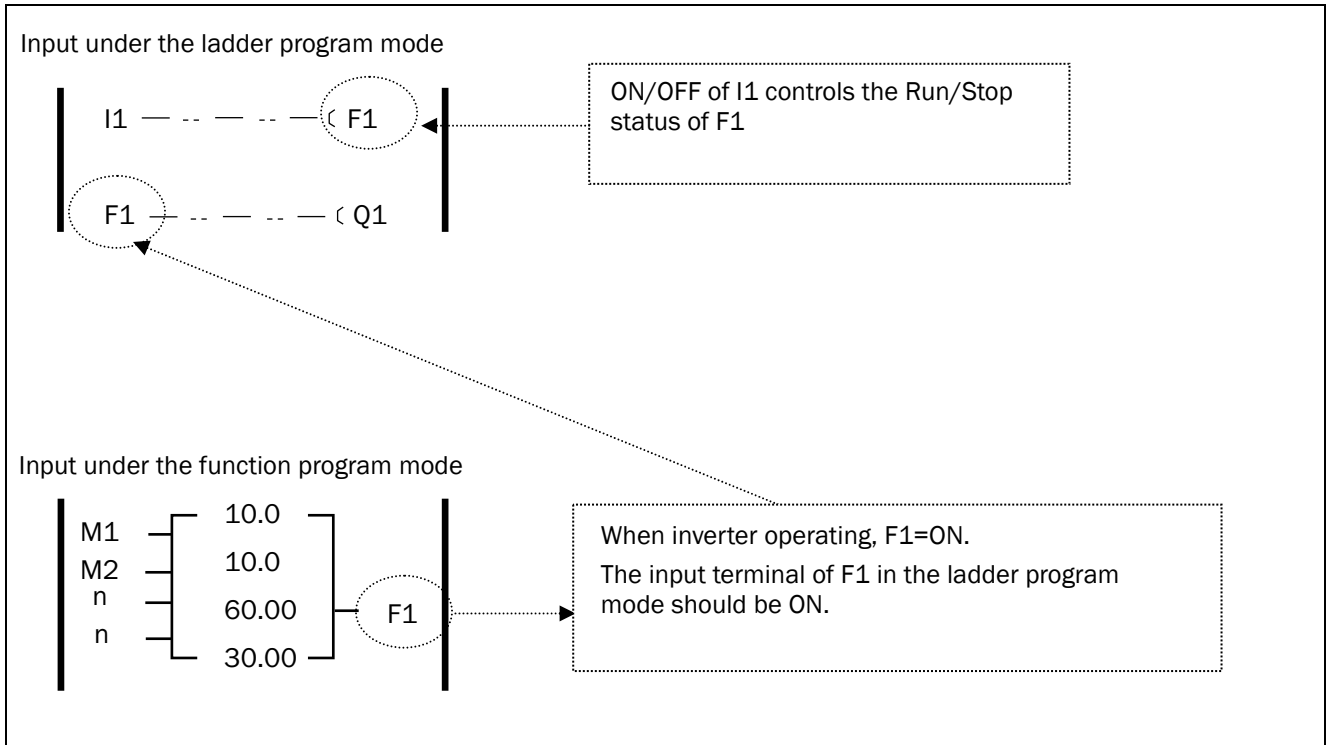 Input under the ladder program mode
I1 — -- — -- —( F1
ON/OFF of I1 controls the Run/Stop
status of F1
F1 — -- — -- —( Q1
Input under the function program mode
M1
M2
n
n
10.0
10.0
60.00
30.00
F1
When inverter operating, F1=ON.
The input terminal of F1 in the ladder program
mode should be ON.